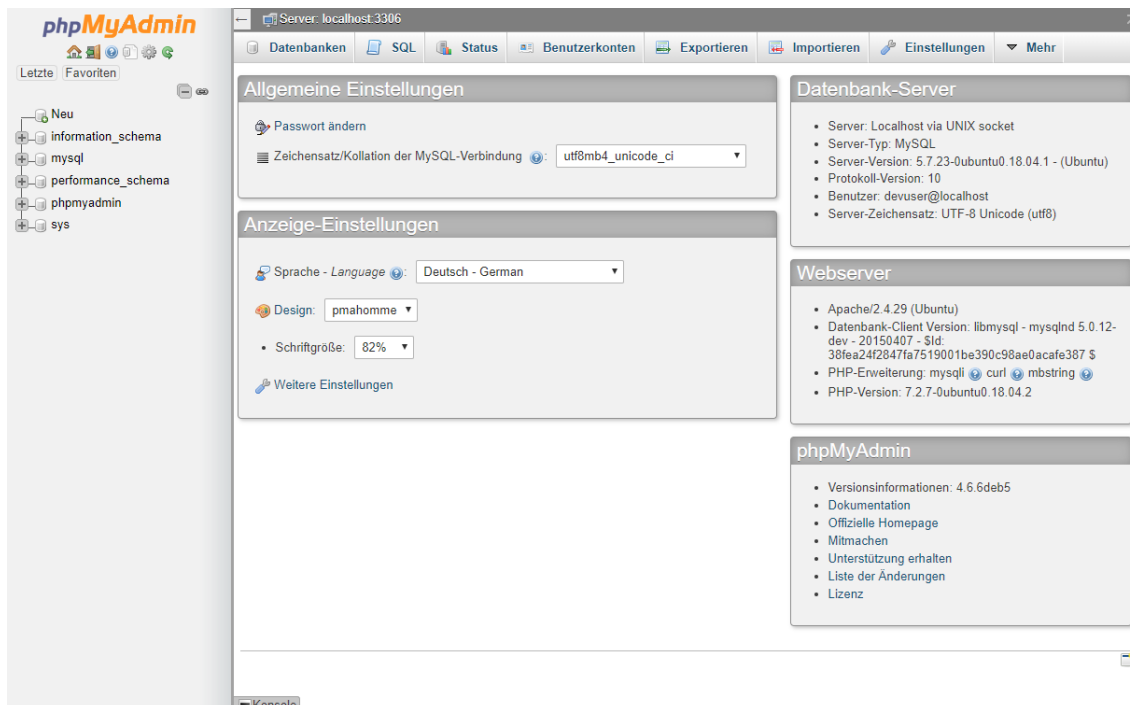 phpMyAdmin
Letzte Favoriten
Neu
information_schema
mysql
performance_schema
phpmyadmin
sys
Server: localhost:3306
Datenbanken SQL Status Benutzerkonten Exportieren Importieren Einstellungen Mehr
Allgemeine Einstellungen
Passwort ändern
Zeichensatz/Kollation der MySQL-Verbindung : utf8mb4_unicode_ci
Anzeige-Einstellungen
Sprache - Language : Deutsch - German
Design: pmahomme
Schriftgröße: 82%
Weitere Einstellungen
Datenbank-Server
Server: Localhost via UNIX socket
Server-Typ: MySQL
Server-Version: 5.7.23-0ubuntu0.18.04.1 - (Ubuntu)
Protokoll-Version: 10
Benutzer: devuser@localhost
Server-Zeichensatz: UTF-8 Unicode (utf8)
Webserver
Apache/2.4.29 (Ubuntu)
Datenbank-Client Version: libmysql - mysqlnd 5.0.12-
dev - 20150407 - $Id:
38fea24f2847fa7519001be390c98ae0acafe387 $
PHP-Erweiterung: mysqli curl mbstring
PHP-Version: 7.2.7-0ubuntu0.18.04.2
phpMyAdmin
Versionsinformationen: 4.6.6deb5
Dokumentation
Offizielle Homepage
Mitmachen
Unterstützung erhalten
Liste der Änderungen
Lizenz
Konsole